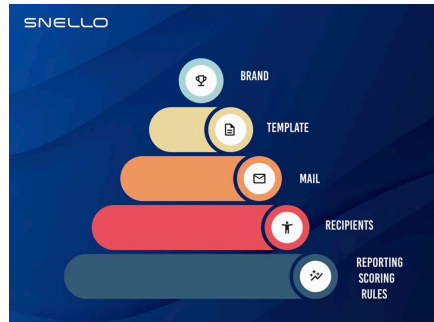 SNELLO
BRAND
TEMPLATE
MAIL
RECIPIENTS
REPORTING
SCORING
RULES